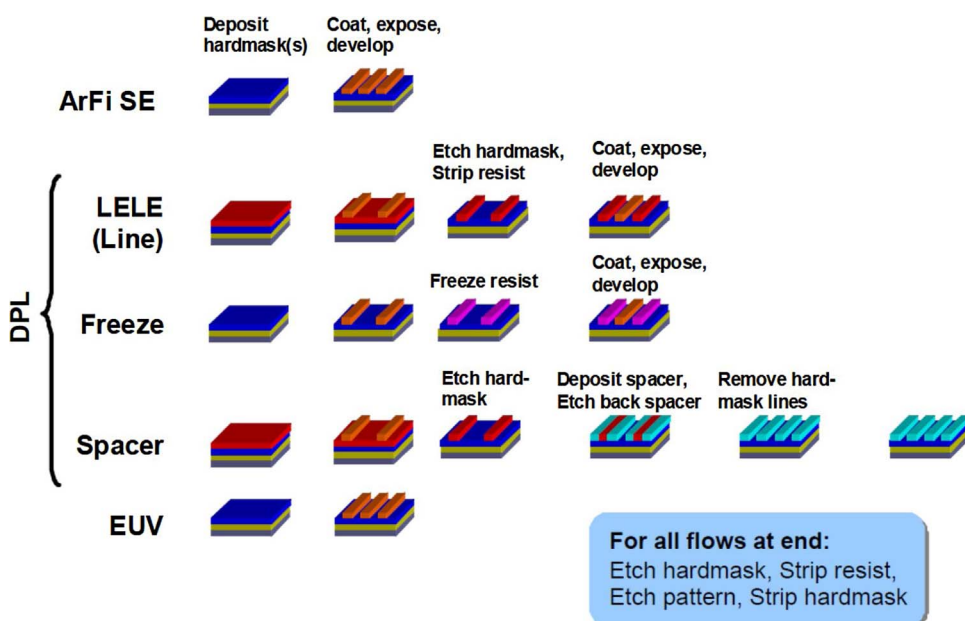 Deposit
hardmask(s)
Coat, expose,
develop
ArFi SE
Etch hardmask,
Strip resist
Coat, expose,
develop
DPL
LELE
(Line)
Freeze resist
Coat, expose,
develop
Freeze
Etch hard-
mask
Deposit spacer,
Etch back spacer
Remove hard-
mask lines
Spacer
EUV
For all flows at end:
Etch hardmask, Strip resist,
Etch pattern, Strip hardmask